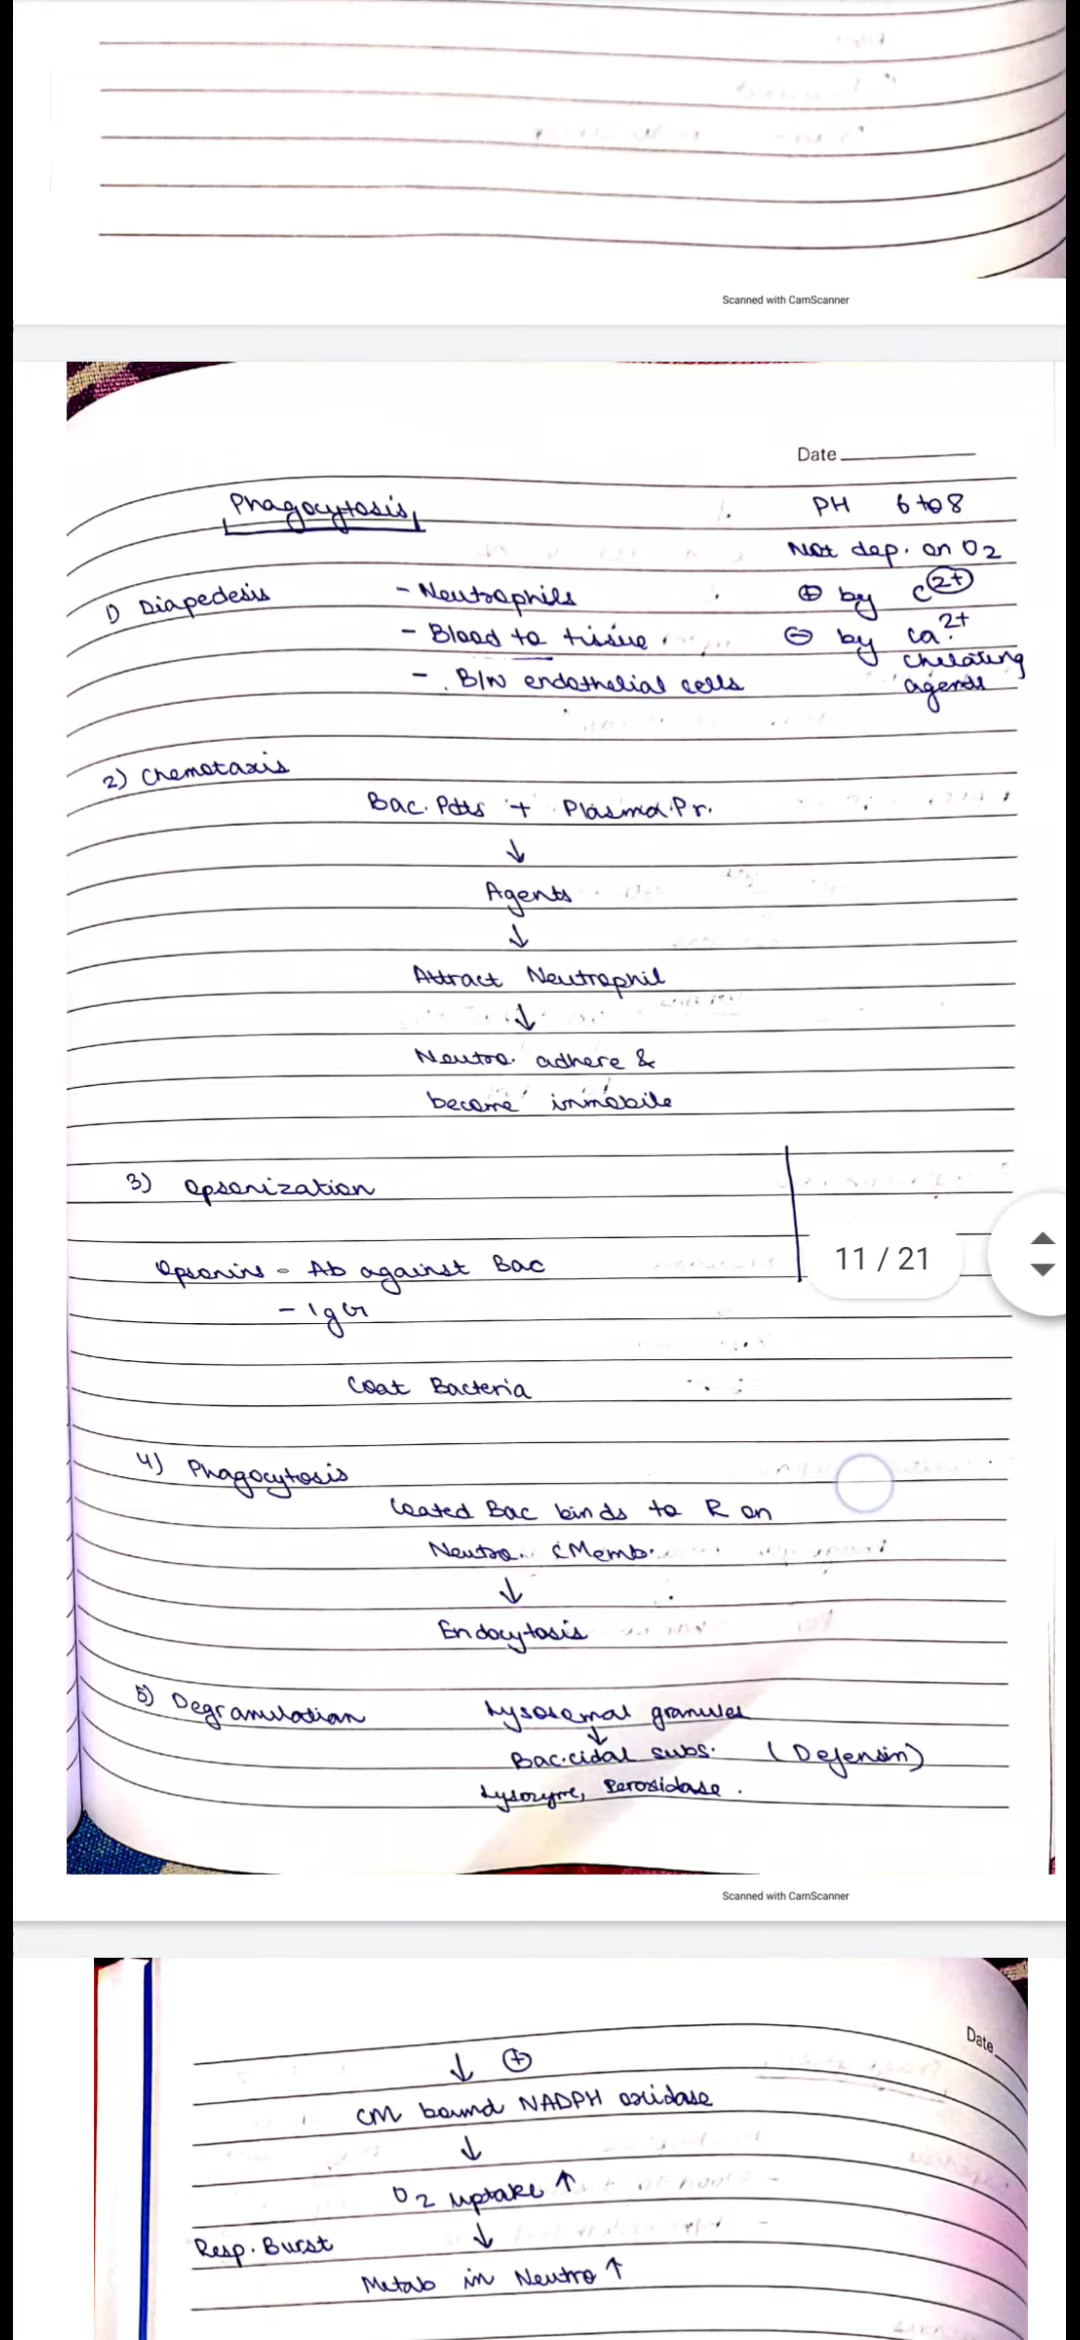 Scanned with CamScanner
Date
Phagocytosis
PH 6 to 8
Not dep. on O2
1) Diapedesis - Neutrophils
⊕ by C2+
- Blood to tissue
⊖ by Ca2+
chelating
agents
- B/W endothelial cells
2) Chemotaxis
Bac. Pdts + Plasma Pr.
↓
Agents
↓
Attract Neutrophil
↓
Neutro. adhere &
become immobile
3) Opsonization
11 / 21
Opsonins - Ab against Bac
- IgG
Coat Bacteria
4) Phagocytosis
Coated Bac binds to R on
Neutro. CMemb.
↓
Endocytosis
5) Degranulation Lysosomal granules
↓
Bac.cidal subs. (Defensin)
Lysozyme, Peroxidase.
Scanned with CamScanner
Date
↓ ⊕
CM bound NADPH oxidase
↓
O2 uptake ↑
Resp. Burst ↓
Metab in Neutro ↑